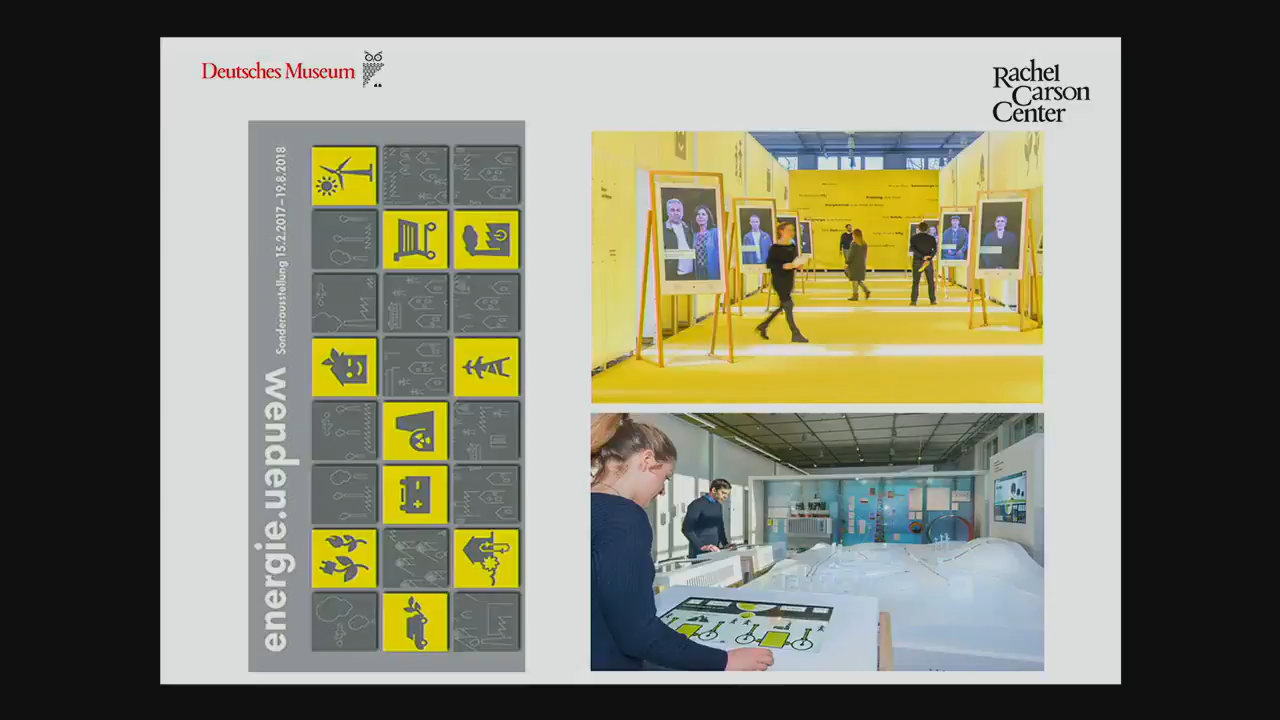 Deutsches Museum
Rachel
Carson
Center
energie.wenden
Sonderausstellung 15.2.2017–19.8.2018